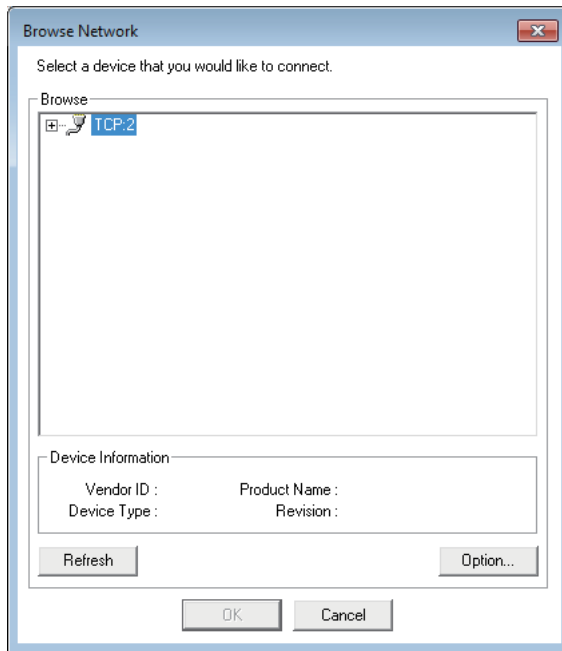 Browse Network
Select a device that you would like to connect.
Browse
TCP:2
Device Information
Vendor ID : Product Name :
Device Type : Revision :
Refresh Option...
OK Cancel